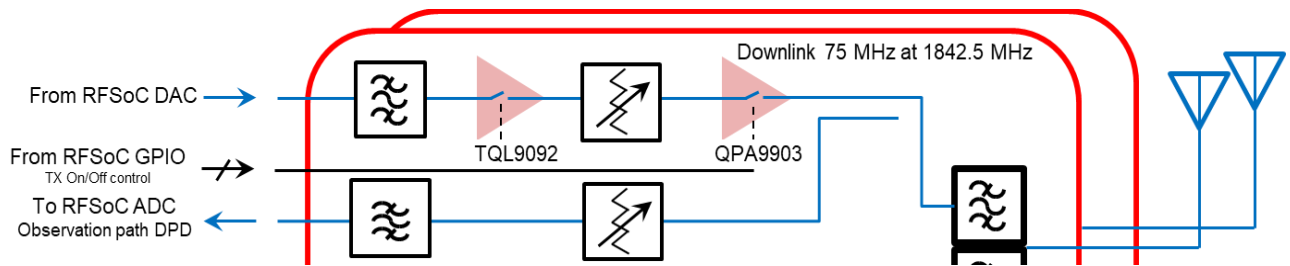 Downlink 75 MHz at 1842.5 MHz
From RFSoC DAC
TQL9092
QPA9903
From RFSoC GPIO
TX On/Off control
To RFSoC ADC
Observation path DPD